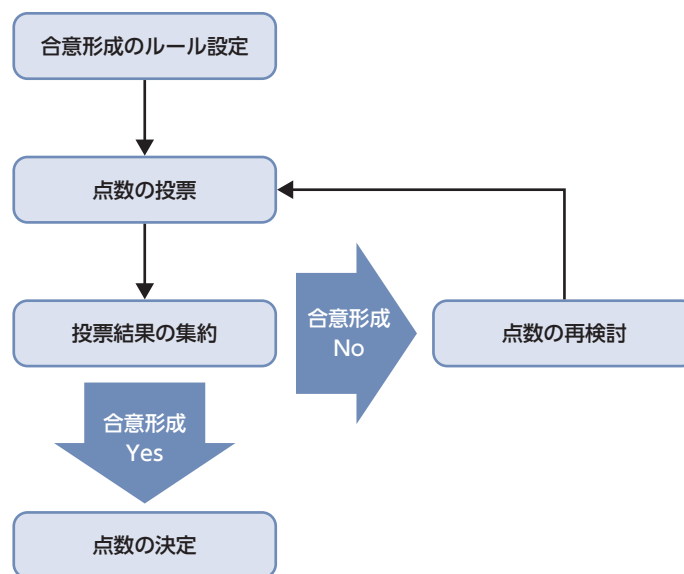 合意形成のルール設定
点数の投票
投票結果の集約
合意形成
No
点数の再検討
合意形成
Yes
点数の決定